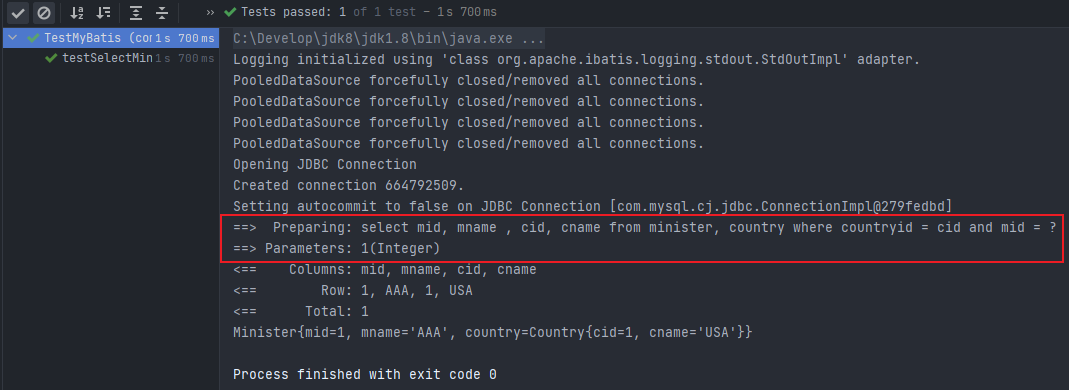 » Tests passed: 1 of 1 test – 1 s 700 ms
TestMyBatis (con 1 s 700 ms
testSelectMin 1 s 700 ms
C:\Develop\jdk8\jdk1.8\bin\java.exe ...
Logging initialized using 'class org.apache.ibatis.logging.stdout.StdOutImpl' adapter.
PooledDataSource forcefully closed/removed all connections.
PooledDataSource forcefully closed/removed all connections.
PooledDataSource forcefully closed/removed all connections.
PooledDataSource forcefully closed/removed all connections.
Opening JDBC Connection
Created connection 664792509.
Setting autocommit to false on JDBC Connection [com.mysql.cj.jdbc.ConnectionImpl@279fedbd]
==>  Preparing: select mid, mname , cid, cname from minister, country where countryid = cid and mid = ?
==> Parameters: 1(Integer)
<==    Columns: mid, mname, cid, cname
<==        Row: 1, AAA, 1, USA
<==      Total: 1
Minister{mid=1, mname='AAA', country=Country{cid=1, cname='USA'}}
Process finished with exit code 0